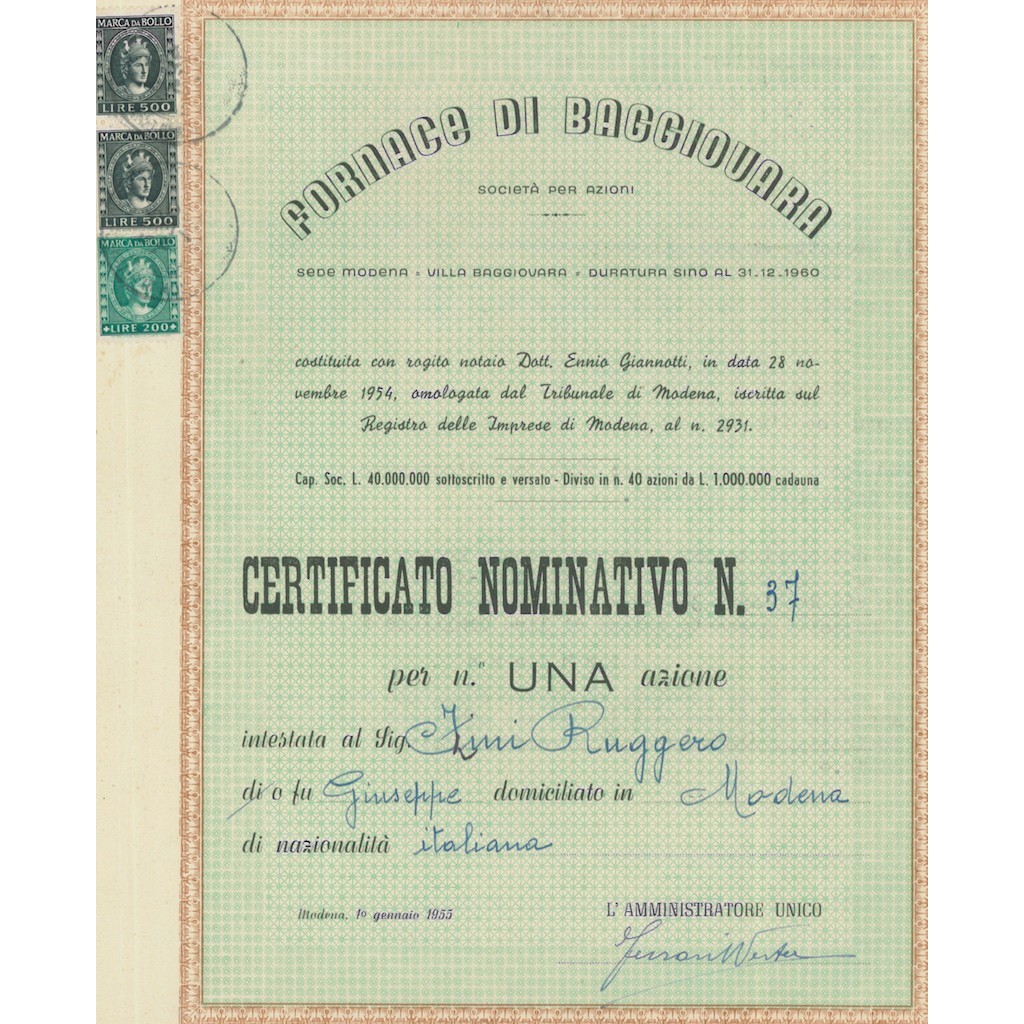 MARCA DA BOLLO
LIRE 500
MARCA DA BOLLO
LIRE 500
MARCA DA BOLLO
LIRE 200
FORNACE DI BAGGIOVARA
SOCIETÀ PER AZIONI
SEDE MODENA = VILLA BAGGIOVARA = DURATURA SINO AL 31-12-1960
costituita con rogito notaio Dott. Ennio Giannotti, in data 28 no-
vembre 1954, omologata dal Tribunale di Modena, iscritta sul
Registro delle Imprese di Modena, al n. 2931.
Cap. Soc. L. 40.000.000 sottoscritto e versato - Diviso in n. 40 azioni da L. 1.000.000 cadauna
CERTIFICATO NOMINATIVO N. 37
per n.° UNA azione
intestata al Sig. Zini Ruggero
di o fu Giuseppe domiciliato in Modena
di nazionalità italiana
Modena, 1° gennaio 1955
L'AMMINISTRATORE UNICO
Ferrari Werter